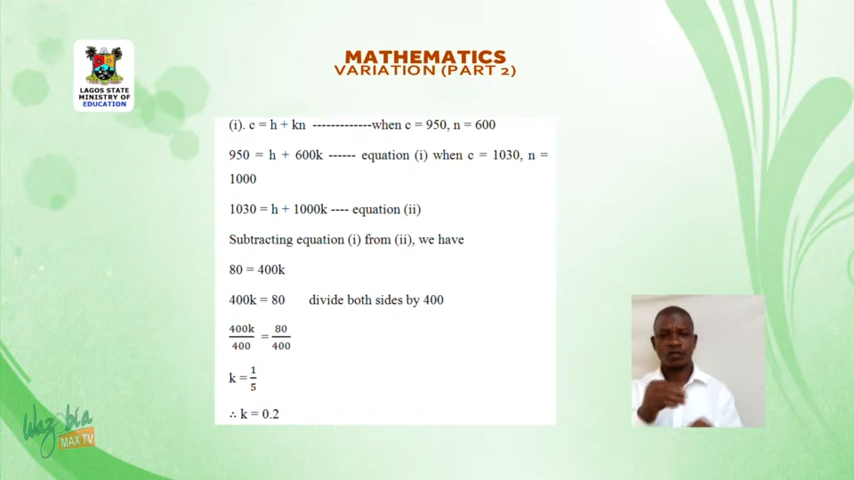 MATHEMATICS
VARIATION (PART 2)
LAGOS STATE
MINISTRY OF
EDUCATION
(i). c = h + kn -------------when c = 950, n = 600
950 = h + 600k ------ equation (i) when c = 1030, n =
1000
1030 = h + 1000k ---- equation (ii)
Subtracting equation (i) from (ii), we have
80 = 400k
400k = 80 divide both sides by 400
400k/400 = 80/400
k = 1/5
∴ k = 0.2
Wazobia
MAX TV